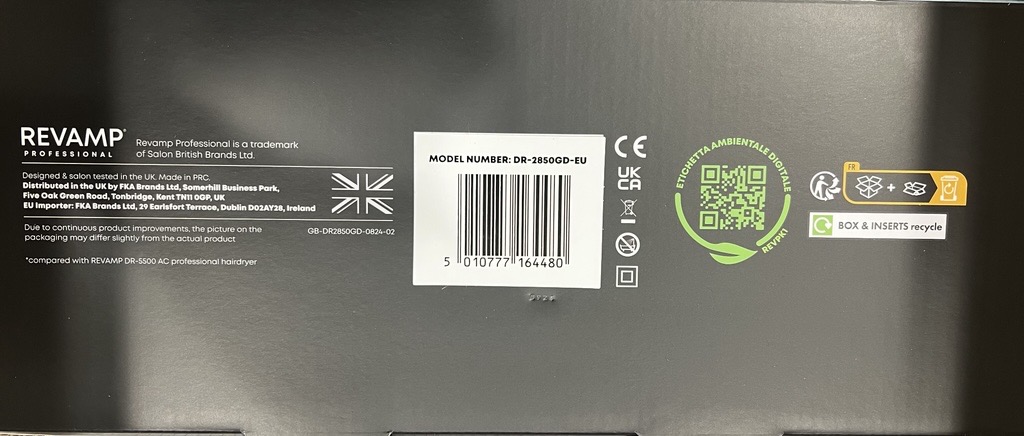 REVAMP®
PROFESSIONAL
Revamp Professional is a trademark
of Salon British Brands Ltd.
Designed & salon tested in the UK. Made in PRC.
Distributed in the UK by FKA Brands Ltd, Somerhill Business Park,
Five Oak Green Road, Tonbridge, Kent TN11 0GP, UK
EU Importer: FKA Brands Ltd, 29 Earlsfort Terrace, Dublin D02AY28, Ireland
Due to continuous product improvements, the picture on the
packaging may differ slightly from the actual product
GB-DR2850GD-0824-02
*compared with REVAMP DR-5500 AC professional hairdryer
MODEL NUMBER: DR-2850GD-EU
5 010777 164480
CE
UK
CA
ETICHETTA AMBIENTALE DIGITALE
REVPK1
FR
+
BOX & INSERTS recycle